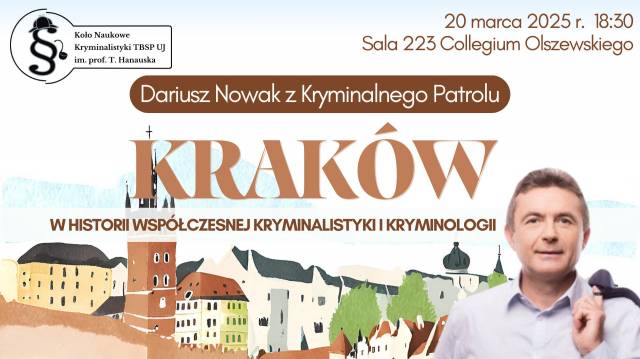 Koło Naukowe
Kryminalistyki TBSP UJ
im. prof. T. Hanauska
20 marca 2025 r. 18:30
Sala 223 Collegium Olszewskiego
Dariusz Nowak z Kryminalnego Patrolu
KRAKÓW
W HISTORII WSPÓŁCZESNEJ KRYMINALISTYKI I KRYMINOLOGII